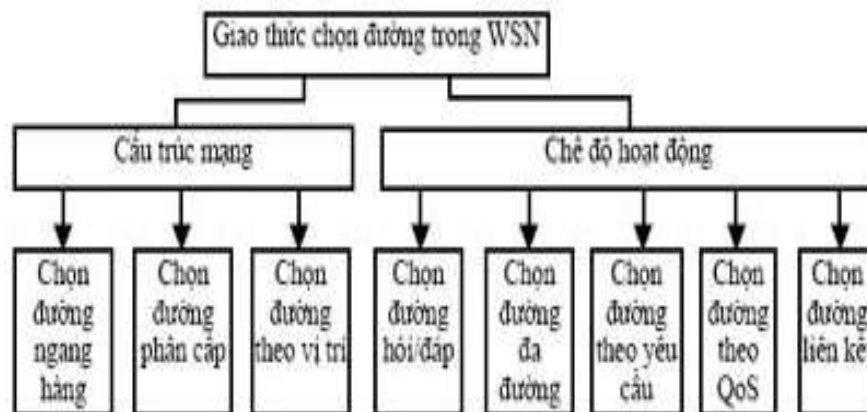 Giao thức chọn đường trong WSN
Cấu trúc mạng
Chế độ hoạt động
Chọn
đường
ngang
hàng
Chọn
đường
phân cấp
Chọn
đường
theo vị trí
Chọn
đường
hỏi/đáp
Chọn
đường
đa
đường
Chọn
đường
theo yêu
cầu
Chọn
đường
theo
QoS
Chọn
đường
liên kế